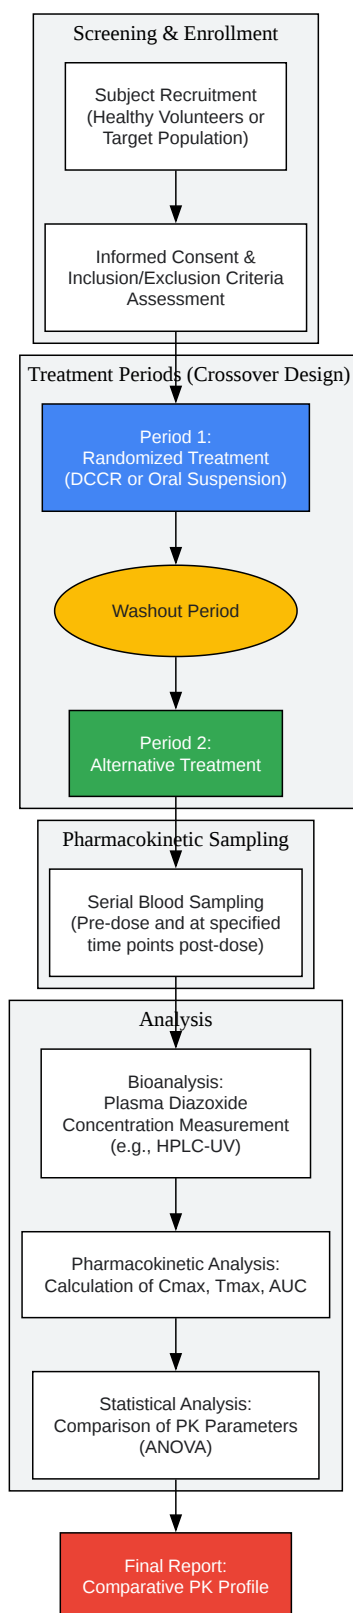 Screening & Enrollment
Subject Recruitment
(Healthy Volunteers or
Target Population)
Informed Consent &
Inclusion/Exclusion Criteria
Assessment
Treatment Periods (Crossover Design)
Period 1:
Randomized Treatment
(DCCR or Oral Suspension)
Washout Period
Period 2:
Alternative Treatment
Pharmacokinetic Sampling
Serial Blood Sampling
(Pre-dose and at specified
time points post-dose)
Analysis
Bioanalysis:
Plasma Diazoxide
Concentration Measurement
(e.g., HPLC-UV)
Pharmacokinetic Analysis:
Calculation of Cmax, Tmax, AUC
Statistical Analysis:
Comparison of PK Parameters
(ANOVA)
Final Report:
Comparative PK Profile